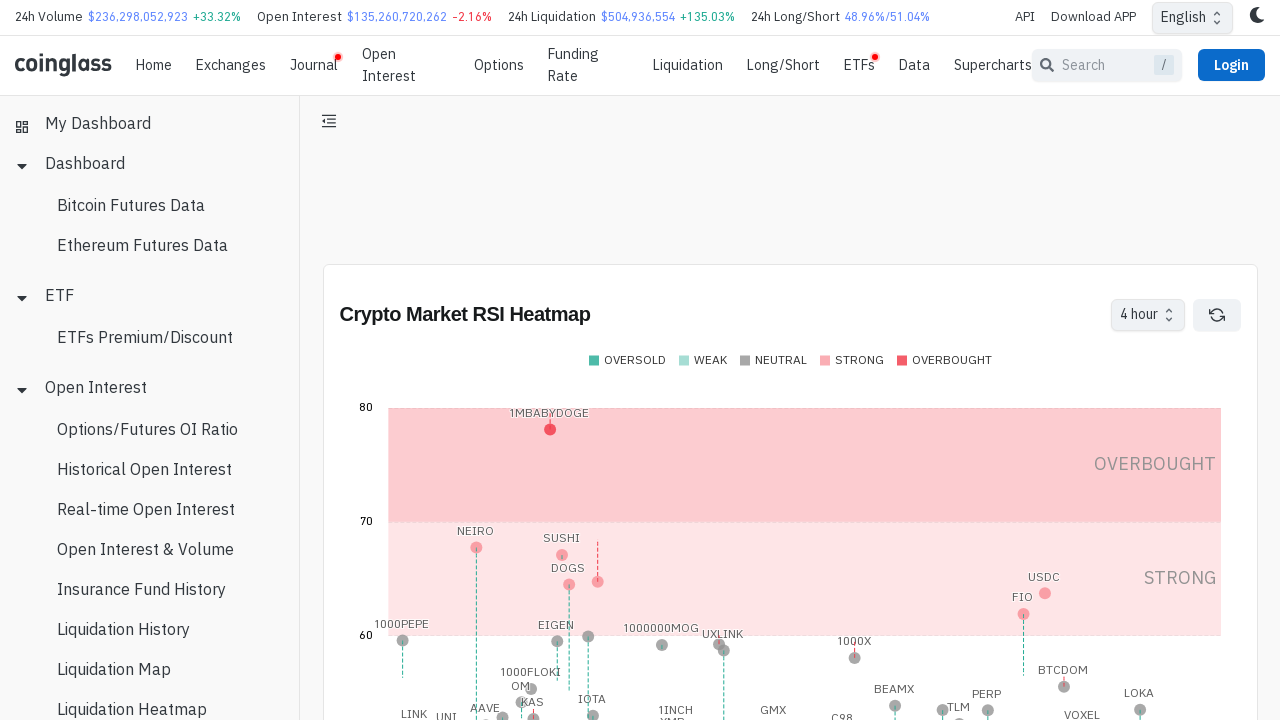 24h Volume $236,298,052,923 +33.32% Open Interest $135,260,720,262 -2.16% 24h Liquidation $504,936,554 +135.03% 24h Long/Short 48.96%/51.04% API Download APP English
coinglass Home Exchanges Journal Open Interest Options Funding Rate Liquidation Long/Short ETFs Data Supercharts Search / Login
My Dashboard
Dashboard
Bitcoin Futures Data
Ethereum Futures Data
ETF
ETFs Premium/Discount
Open Interest
Options/Futures OI Ratio
Historical Open Interest
Real-time Open Interest
Open Interest & Volume
Insurance Fund History
Liquidation History
Liquidation Map
Liquidation Heatmap
Crypto Market RSI Heatmap 4 hour
OVERSOLD WEAK NEUTRAL STRONG OVERBOUGHT
80
1MBABYDOGE
OVERBOUGHT
70
NEIRO
SUSHI
DOGS
USDC
STRONG
FIO
1000PEPE
EIGEN
1000000MOG
UXLINK
60
1000X
1000FLOKI
BTCDOM
OM
BEAMX
PERP
LOKA
KAS
IOTA
AAVE
TLM
1INCH
GMX
LINK
UNI
VOXEL
C98